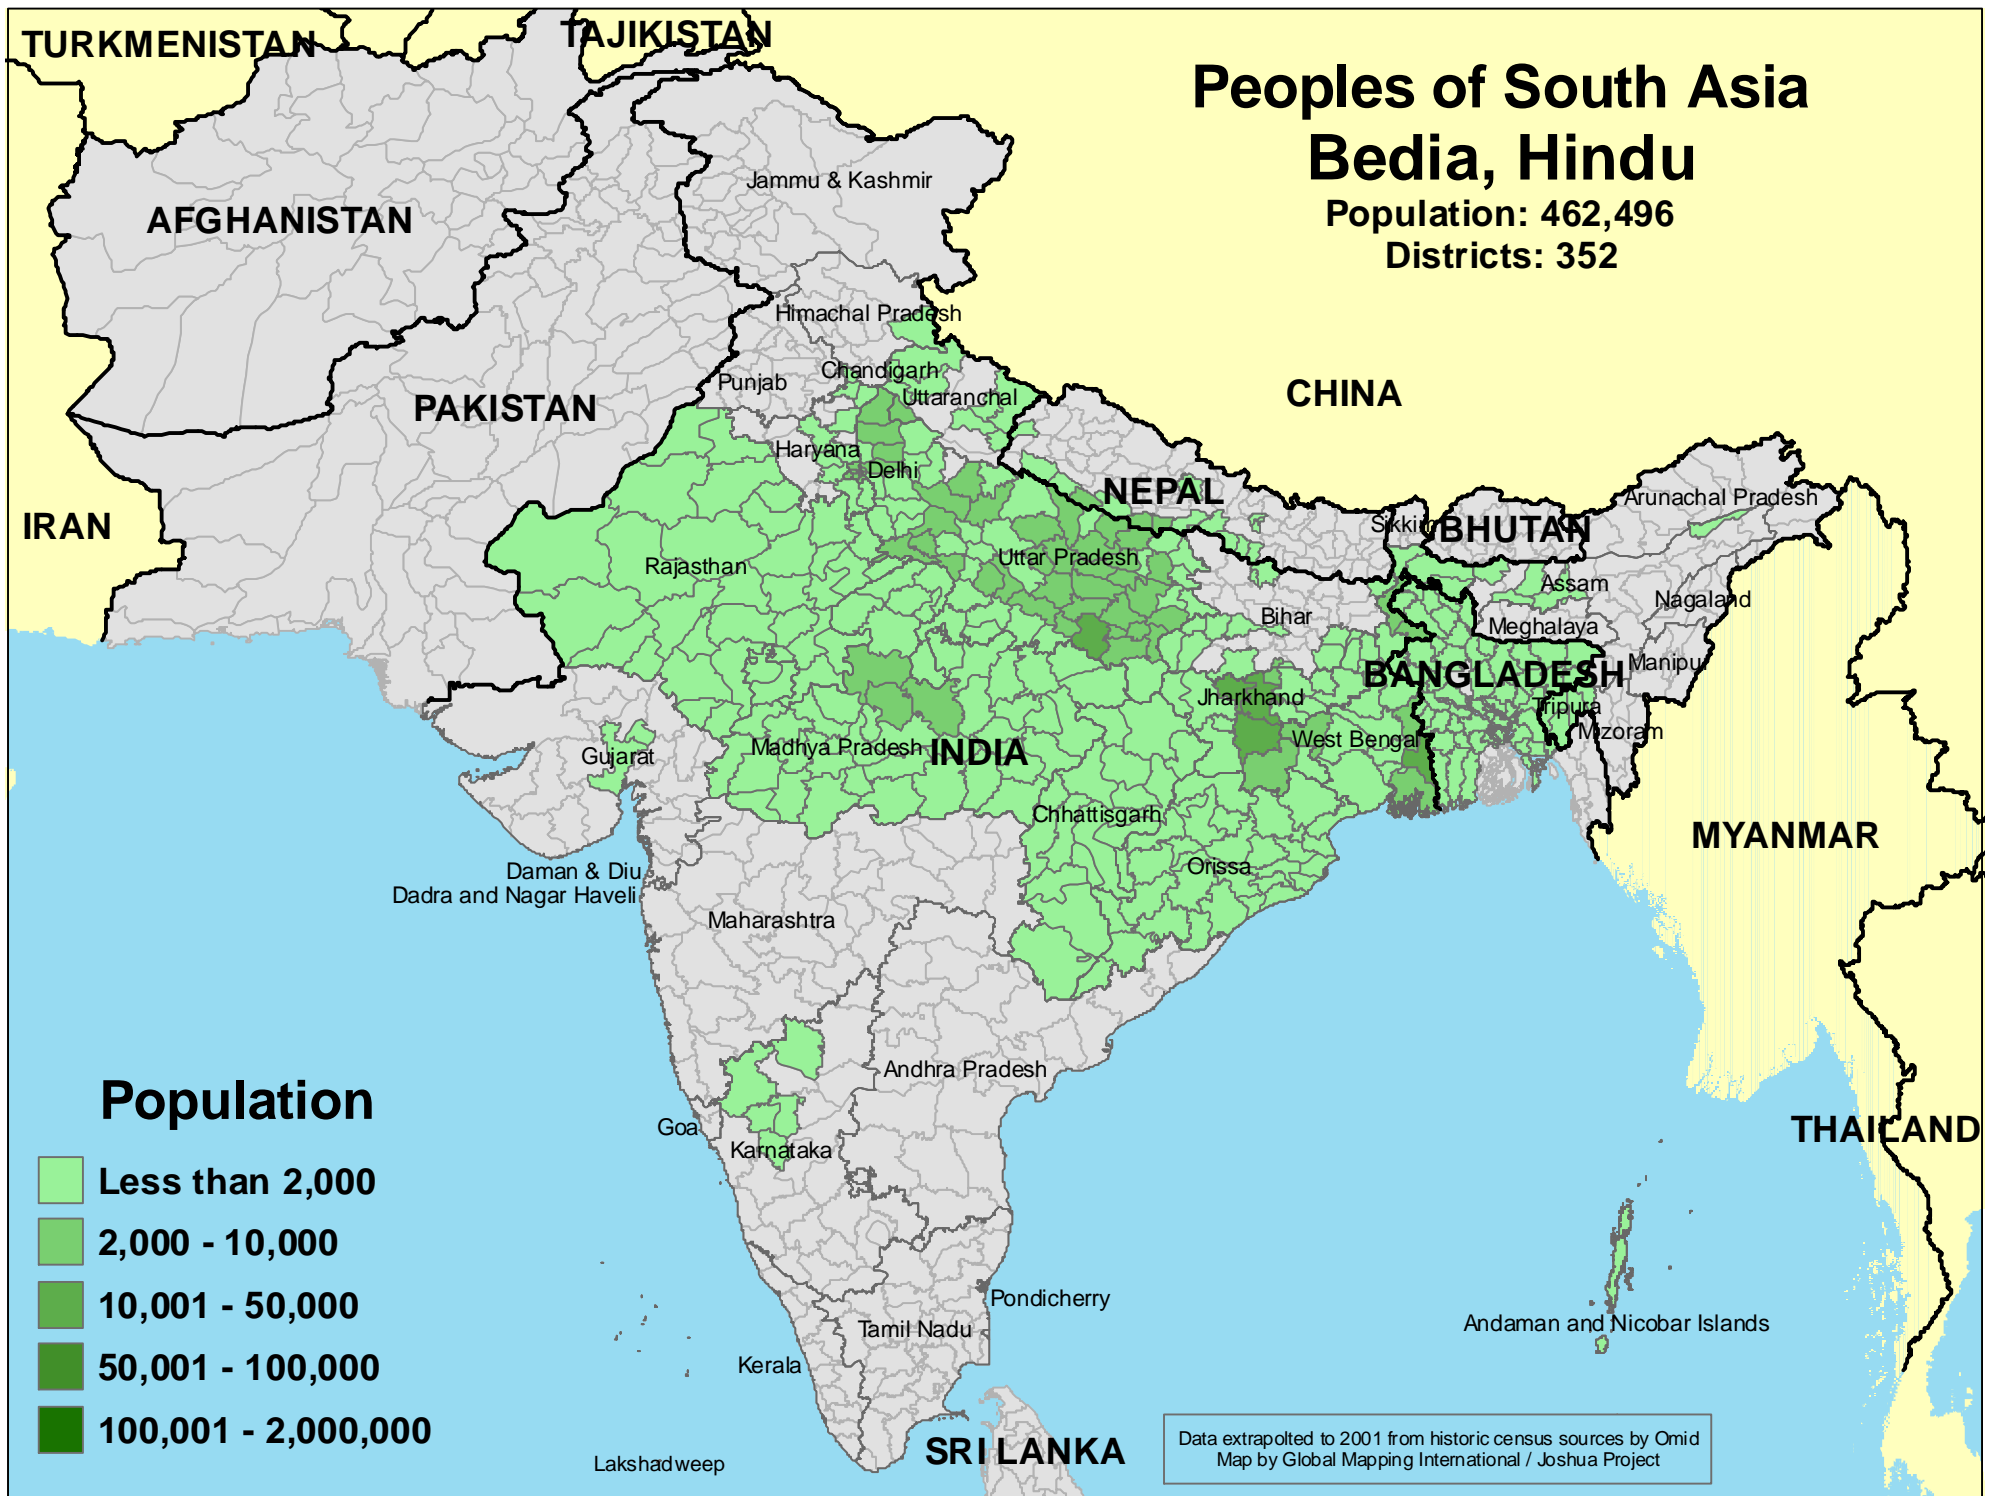 Peoples of South Asia
Bedia, Hindu
Population: 462,496
Districts: 352
TURKMENISTAN
TAJIKISTAN
AFGHANISTAN
Jammu & Kashmir
Himachal Pradesh
Chandigarh
Punjab
Uttaranchal
PAKISTAN
CHINA
Haryana
Delhi
NEPAL
Arunachal Pradesh
IRAN
Sikkim
BHUTAN
Rajasthan
Uttar Pradesh
Assam
Nagaland
Bihar
Meghalaya
BANGLADESH
Manipu
Jharkhand
Tripura
Mizoram
Gujarat
Madhya Pradesh
INDIA
West Bengal
Chhattisgarh
MYANMAR
Orissa
Daman & Diu
Dadra and Nagar Haveli
Maharashtra
Andhra Pradesh
Goa
Karnataka
THAILAND
Pondicherry
Tamil Nadu
Andaman and Nicobar Islands
Kerala
SRI LANKA
Lakshadweep
Population
Less than 2,000
2,000 - 10,000
10,001 - 50,000
50,001 - 100,000
100,001 - 2,000,000
Data extrapolted to 2001 from historic census sources by Omid
Map by Global Mapping International / Joshua Project